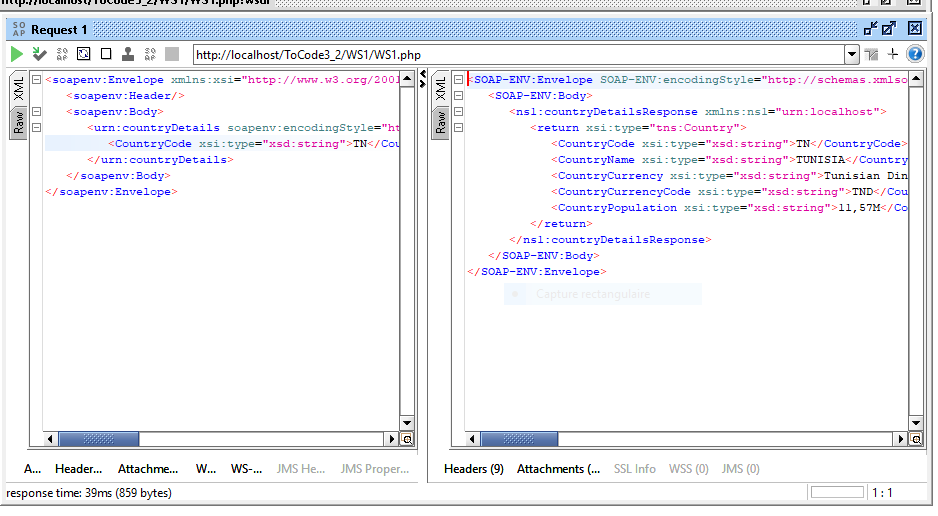 http://localhost/ToCode3_2/WS1/WS1.php?wsdl
SO
AP
Request 1
SO
AP
SO
AP
http://localhost/ToCode3_2/WS1/WS1.php
XML
Raw
<soapenv:Envelope xmlns:xsi="http://www.w3.org/2001
<soapenv:Header/>
<soapenv:Body>
<urn:countryDetails soapenv:encodingStyle="ht
<CountryCode xsi:type="xsd:string">TN</Cou
</urn:countryDetails>
</soapenv:Body>
</soapenv:Envelope>
XML
Raw
<SOAP-ENV:Envelope SOAP-ENV:encodingStyle="http://schemas.xmlso
<SOAP-ENV:Body>
<ns1:countryDetailsResponse xmlns:ns1="urn:localhost">
<return xsi:type="tns:Country">
<CountryCode xsi:type="xsd:string">TN</CountryCode>
<CountryName xsi:type="xsd:string">TUNISIA</Country
<CountryCurrency xsi:type="xsd:string">Tunisian Din
<CountryCurrencyCode xsi:type="xsd:string">TND</Cou
<CountryPopulation xsi:type="xsd:string">11,57M</Co
</return>
</ns1:countryDetailsResponse>
</SOAP-ENV:Body>
</SOAP-ENV:Envelope>
Capture rectangulaire
A... Header... Attachme... W... WS-... JMS He... JMS Proper...
Headers (9) Attachments (... SSL Info WSS (0) JMS (0)
response time: 39ms (859 bytes)
1 : 1